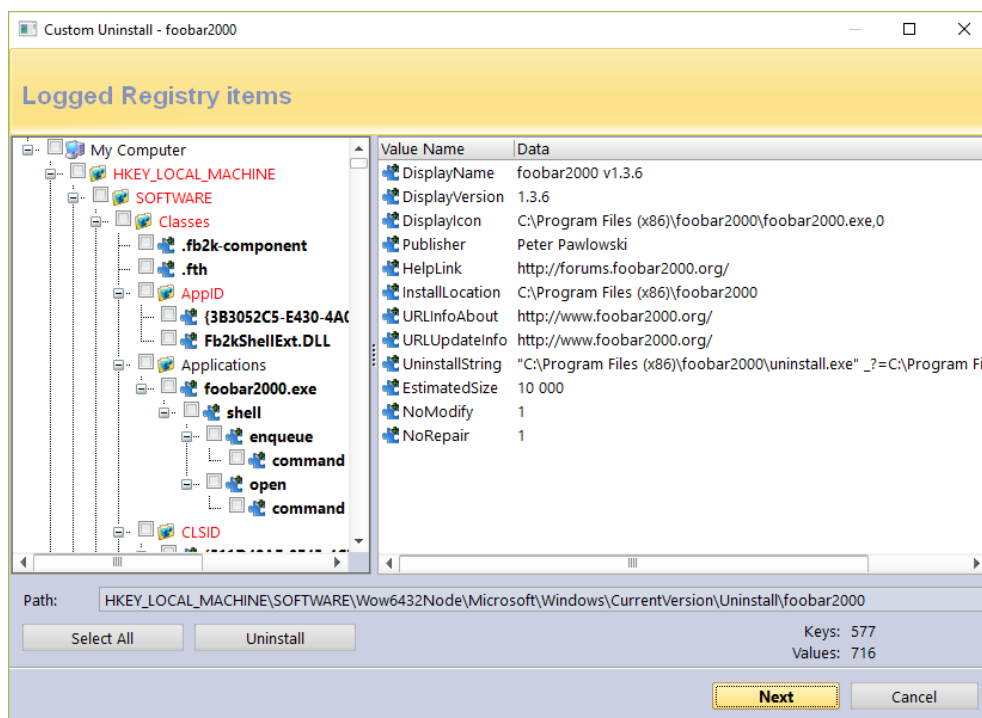 Custom Uninstall - foobar2000
Logged Registry items
My Computer
HKEY_LOCAL_MACHINE
SOFTWARE
Classes
.fb2k-component
.fth
AppID
{3B3052C5-E430-4A0
Fb2kShellExt.DLL
Applications
foobar2000.exe
shell
enqueue
command
open
command
CLSID
Value Name Data
DisplayName foobar2000 v1.3.6
DisplayVersion 1.3.6
DisplayIcon C:\Program Files (x86)\foobar2000\foobar2000.exe,0
Publisher Peter Pawlowski
HelpLink http://forums.foobar2000.org/
InstallLocation C:\Program Files (x86)\foobar2000
URLInfoAbout http://www.foobar2000.org/
URLUpdateInfo http://www.foobar2000.org/
UninstallString "C:\Program Files (x86)\foobar2000\uninstall.exe" _?=C:\Program Fi
EstimatedSize 10 000
NoModify 1
NoRepair 1
Path: HKEY_LOCAL_MACHINE\SOFTWARE\Wow6432Node\Microsoft\Windows\CurrentVersion\Uninstall\foobar2000
Select All Uninstall
Keys: 577
Values: 716
Next Cancel